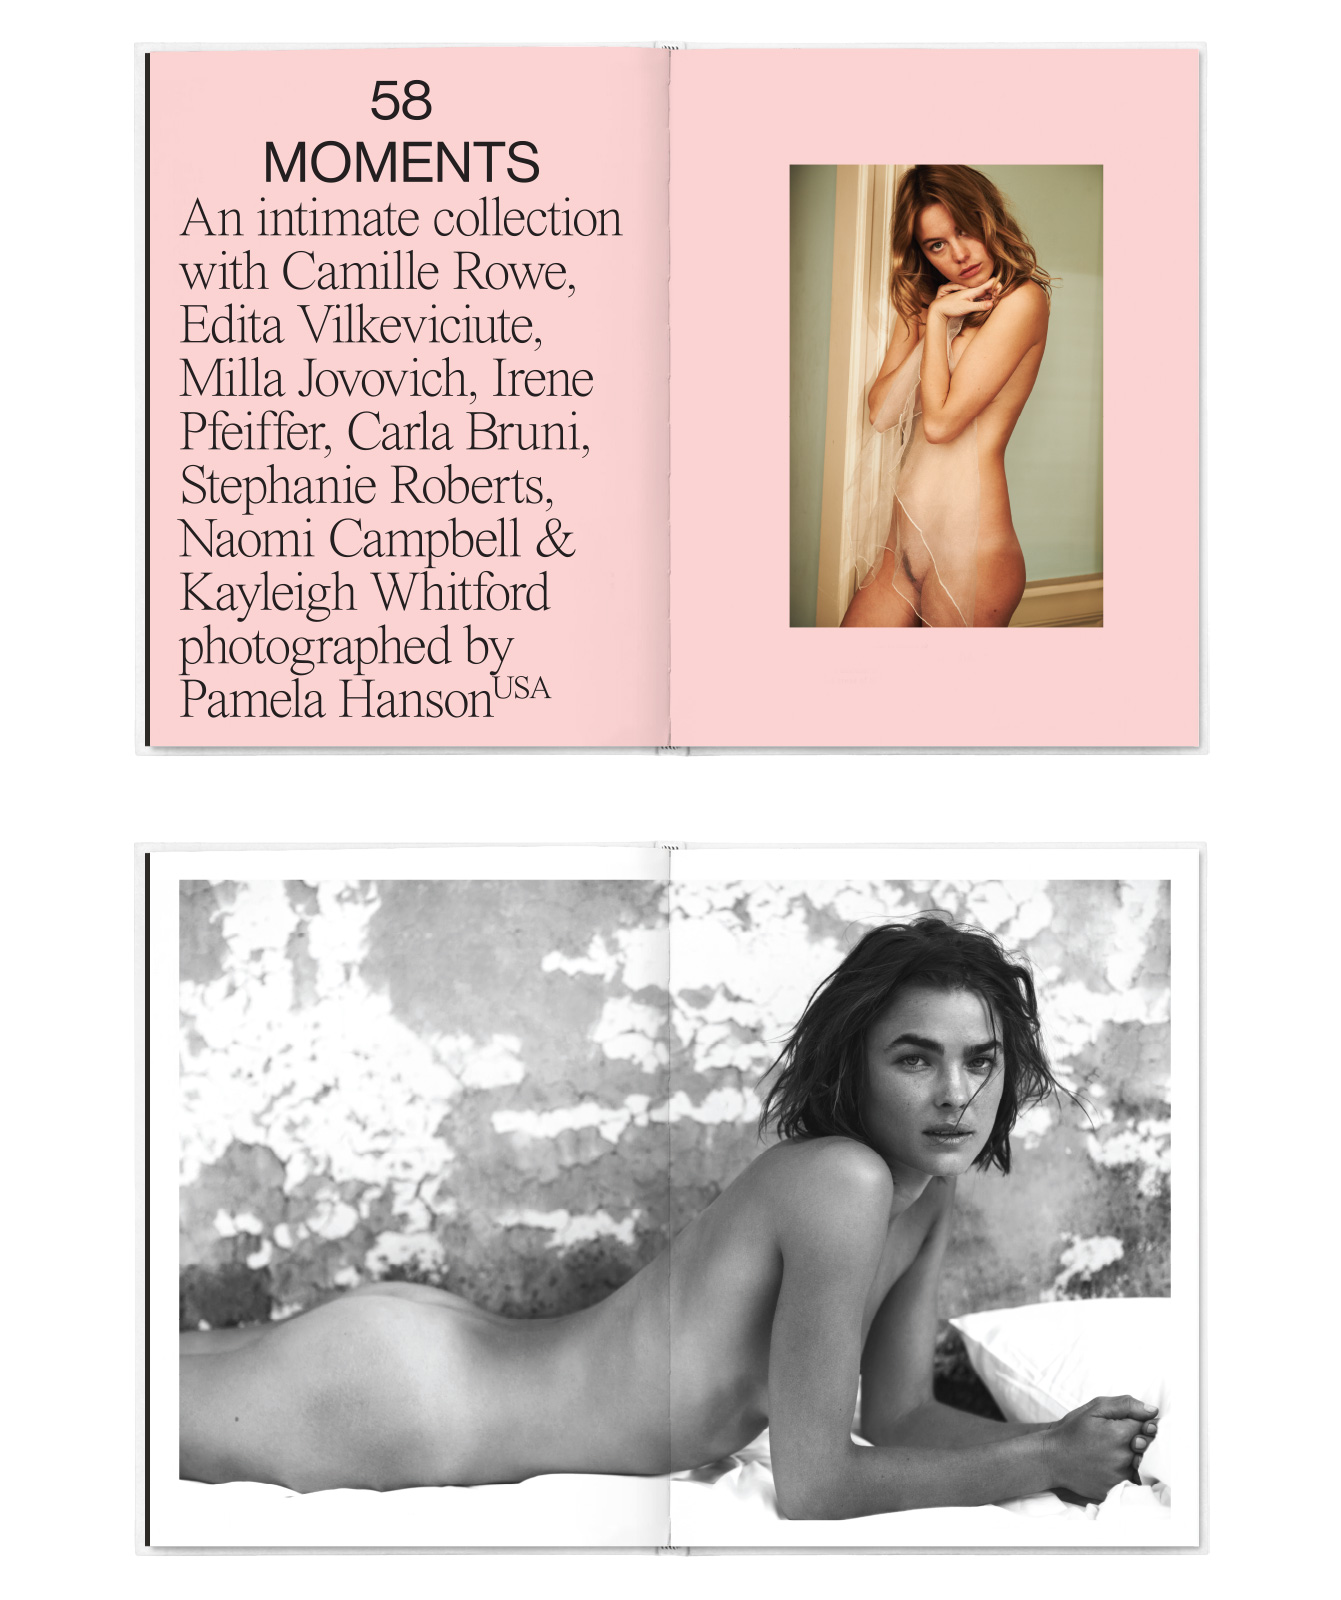 58
MOMENTS
An intimate collection
with Camille Rowe,
Edita Vilkeviciute,
Milla Jovovich, Irene
Pfeiffer, Carla Bruni,
Stephanie Roberts,
Naomi Campbell &
Kayleigh Whitford
photographed by
Pamela Hanson USA